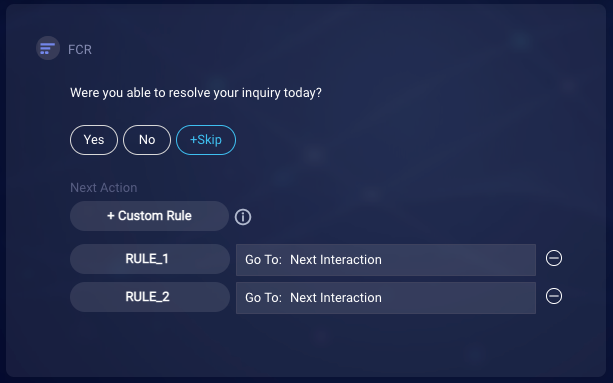 FCR
Were you able to resolve your inquiry today?
Yes No +Skip
Next Action
+ Custom Rule
RULE_1 Go To: Next Interaction
RULE_2 Go To: Next Interaction